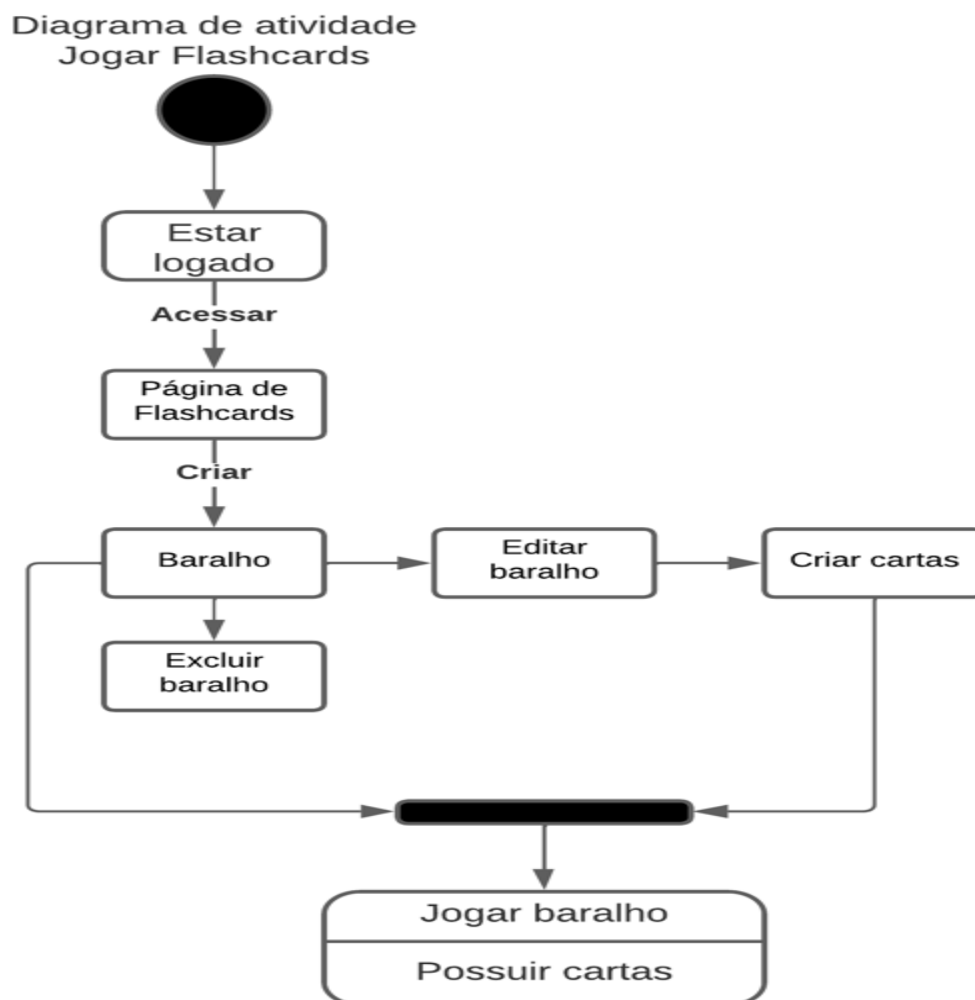 Diagrama de atividade
Jogar Flashcards
Estar
logado
Acessar
Página de
Flashcards
Criar
Baralho
Editar
baralho
Criar cartas
Excluir
baralho
Jogar baralho
Possuir cartas